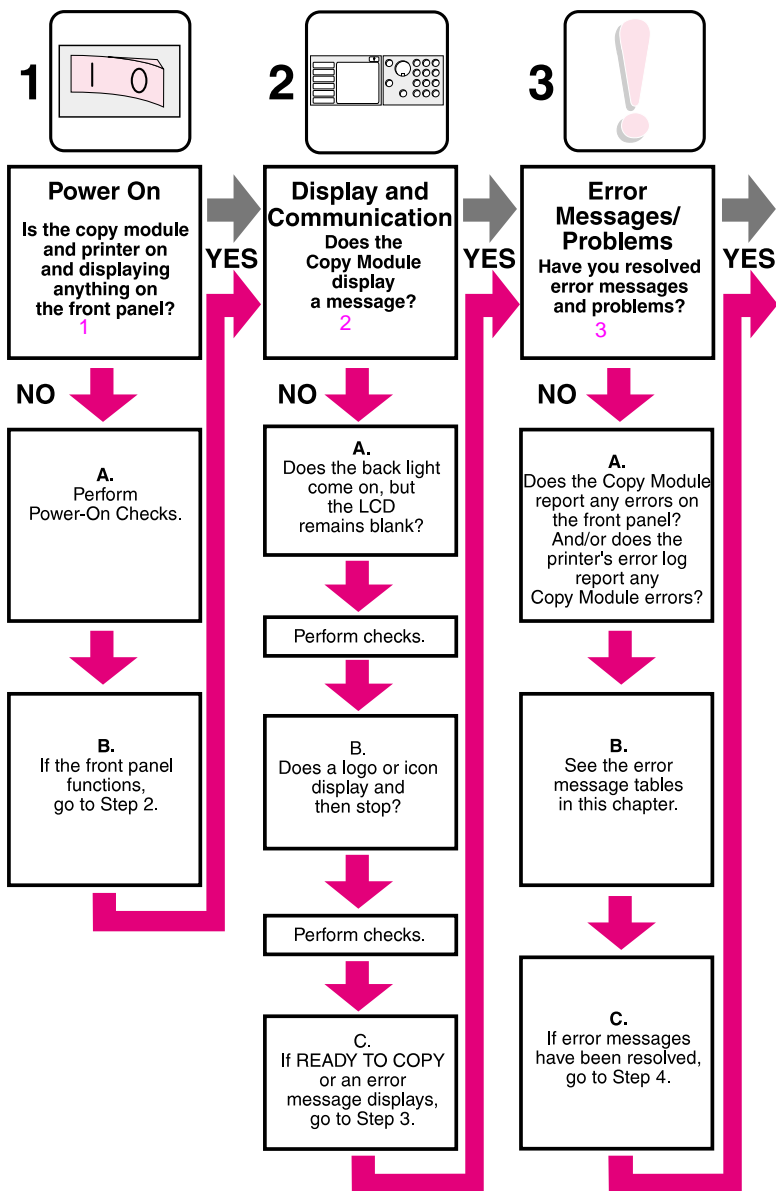 1
I O
2
3
Power On
Is the copy module
and printer on
and displaying
anything on
the front panel?
1
YES
NO
A.
Perform
Power-On Checks.
B.
If the front panel
functions,
go to Step 2.
Display and
Communication
Does the
Copy Module
display
a message?
2
YES
NO
A.
Does the back light
come on, but
the LCD
remains blank?
Perform checks.
B.
Does a logo or icon
display and
then stop?
Perform checks.
C.
If READY TO COPY
or an error
message displays,
go to Step 3.
Error
Messages/
Problems
Have you resolved
error messages
and problems?
3
YES
NO
A.
Does the Copy Module
report any errors on
the front panel?
And/or does the
printer's error log
report any
Copy Module errors?
B.
See the error
message tables
in this chapter.
C.
If error messages
have been resolved,
go to Step 4.